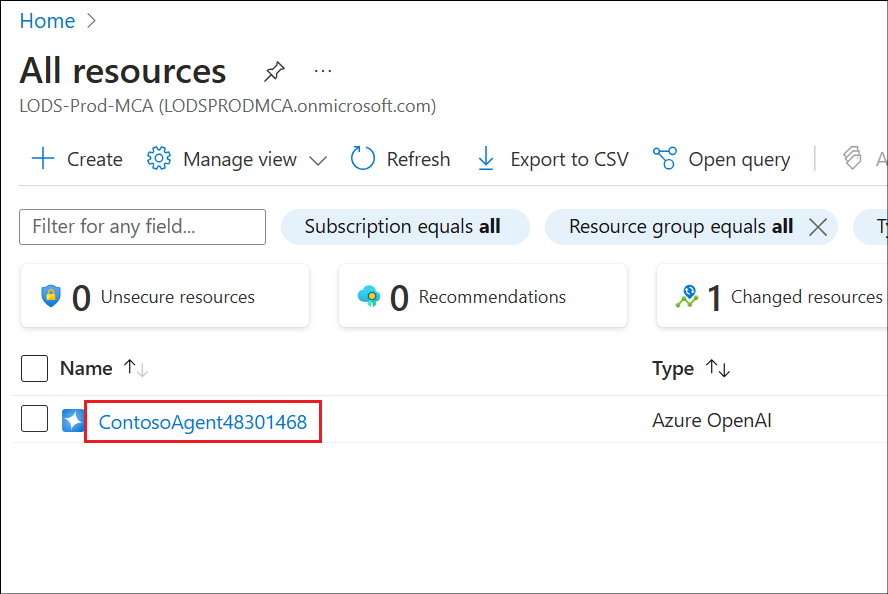 Home
All resources
LODS-Prod-MCA (LODSPRODMCA.onmicrosoft.com)
Create Manage view Refresh Export to CSV Open query
Filter for any field... Subscription equals all Resource group equals all
0 Unsecure resources 0 Recommendations 1 Changed resources
Name Type
ContosoAgent48301468 Azure OpenAI